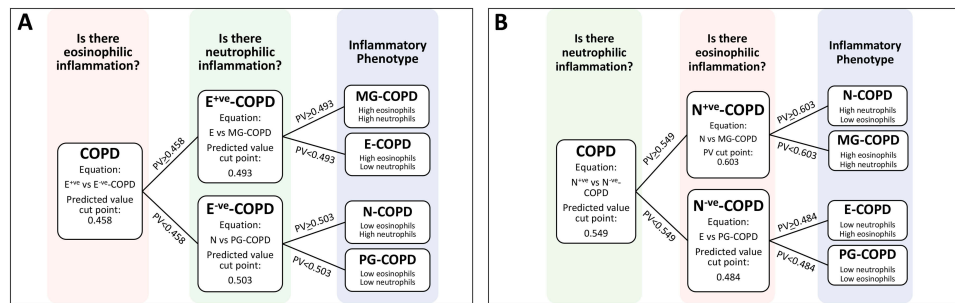 A
Is there
eosinophilic
inflammation?
Is there
neutrophilic
inflammation?
Inflammatory
Phenotype
COPD
Equation:
E+ve vs E-ve-COPD
Predicted value
cut point:
0.458
PV≥0.458
PV<0.458
E+ve-COPD
Equation:
E vs MG-COPD
Predicted value
cut point:
0.493
PV≥0.493
PV<0.493
MG-COPD
High eosinophils
High neutrophils
E-COPD
High eosinophils
Low neutrophils
E-ve-COPD
Equation:
N vs PG-COPD
Predicted value
cut point:
0.503
PV≥0.503
PV<0.503
N-COPD
Low eosinophils
High neutrophils
PG-COPD
Low eosinophils
Low neutrophils
B
Is there
neutrophilic
inflammation?
Is there
eosinophilic
inflammation?
Inflammatory
Phenotype
COPD
Equation:
N+ve vs N-ve-
COPD
Predicted value
cut point:
0.549
PV≥0.549
PV<0.549
N+ve-COPD
Equation:
N vs MG-COPD
PV cut point:
0.603
PV≥0.603
PV<0.603
N-COPD
High neutrophils
Low eosinophils
MG-COPD
High eosinophils
High neutrophils
N-ve-COPD
Equation:
E vs PG-COPD
Predicted value
cut point:
0.484
PV≥0.484
PV<0.484
E-COPD
Low neutrophils
High eosinophils
PG-COPD
Low neutrophils
Low eosinophils